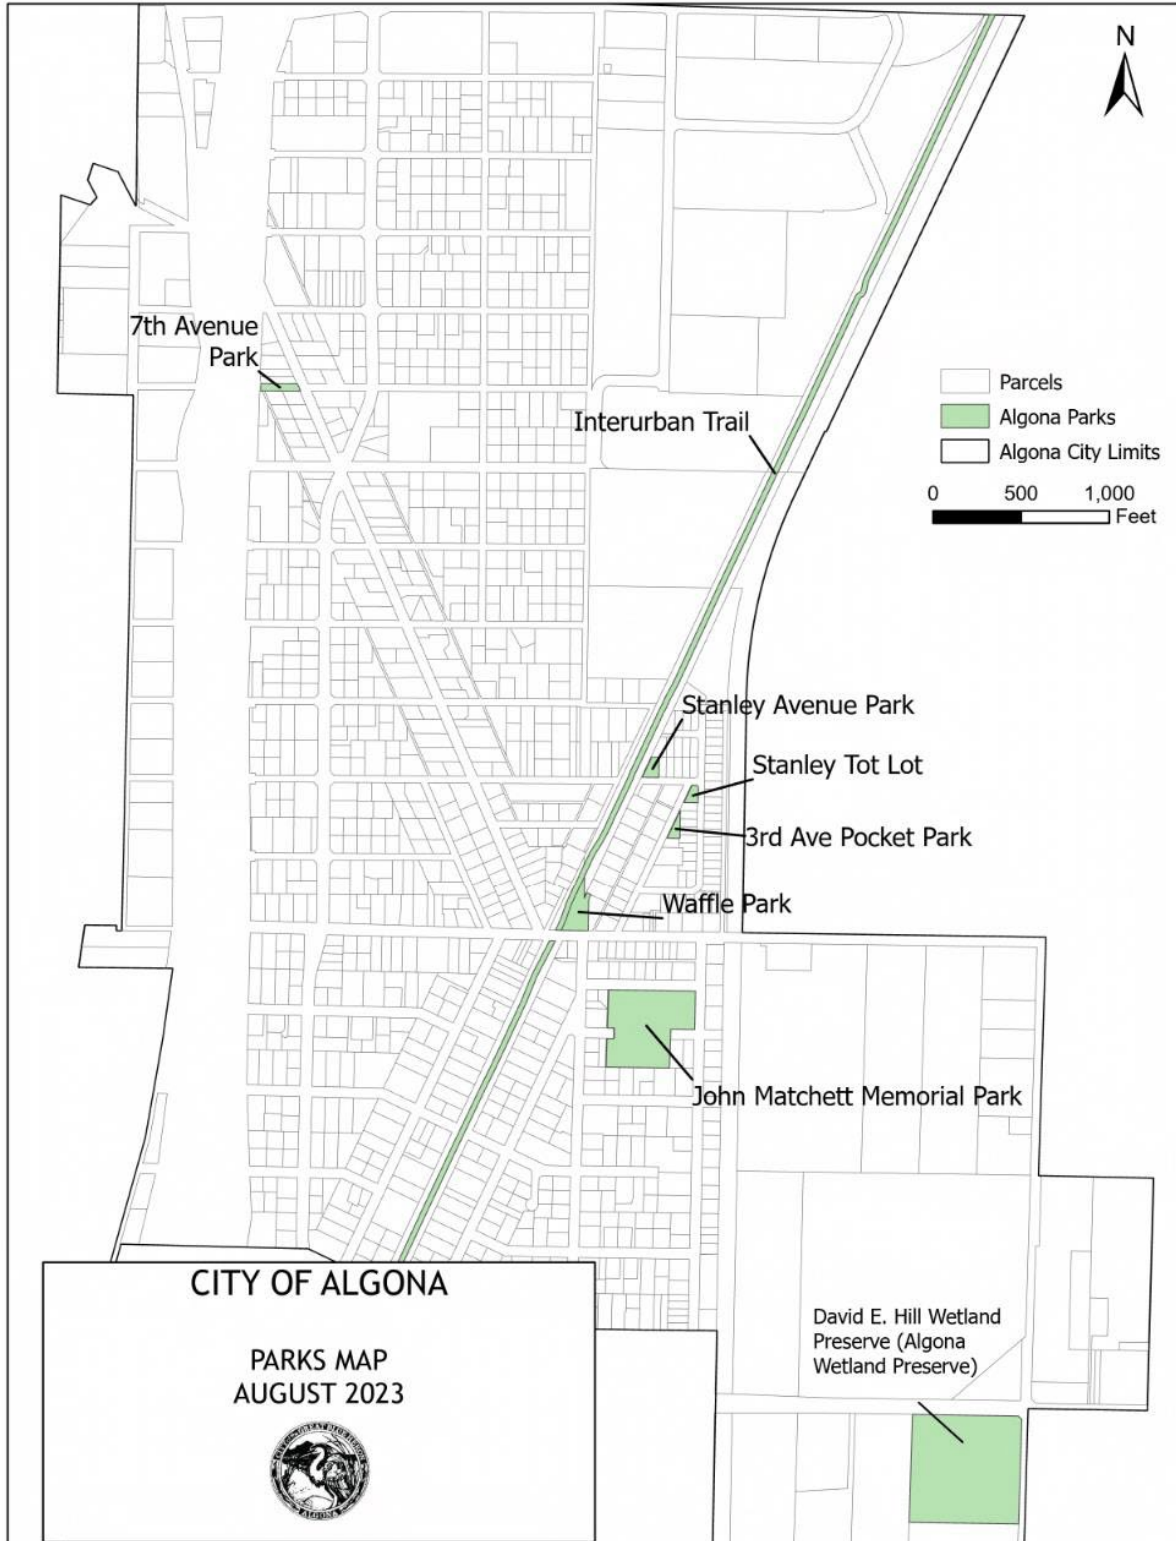 N
7th Avenue
Park
Parcels
Interurban Trail
Algona Parks
Algona City Limits
0 500 1,000
Feet
Stanley Avenue Park
Stanley Tot Lot
3rd Ave Pocket Park
Waffle Park
John Matchett Memorial Park
CITY OF ALGONA
PARKS MAP
AUGUST 2023
ALGONA
David E. Hill Wetland
Preserve (Algona
Wetland Preserve)